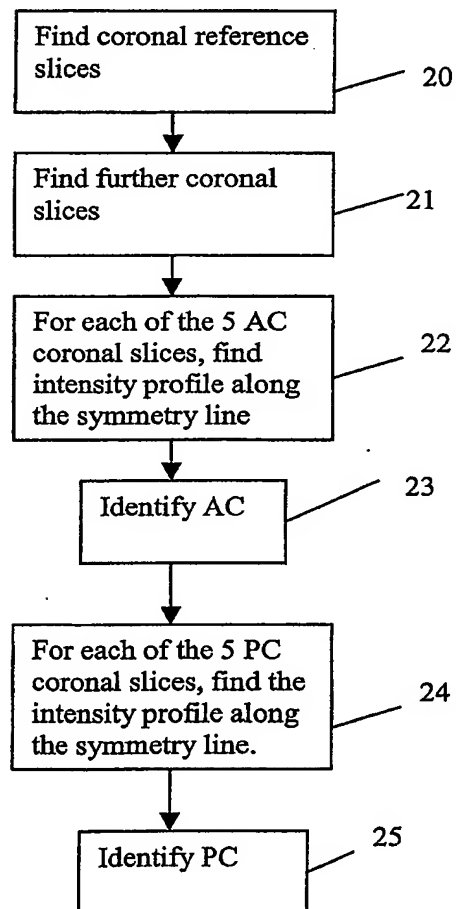 Find coronal reference
slices
20
Find further coronal
slices
21
For each of the 5 AC
coronal slices, find
intensity profile along
the symmetry line
22
Identify AC
23
For each of the 5 PC
coronal slices, find the
intensity profile along
the symmetry line.
24
Identify PC
25